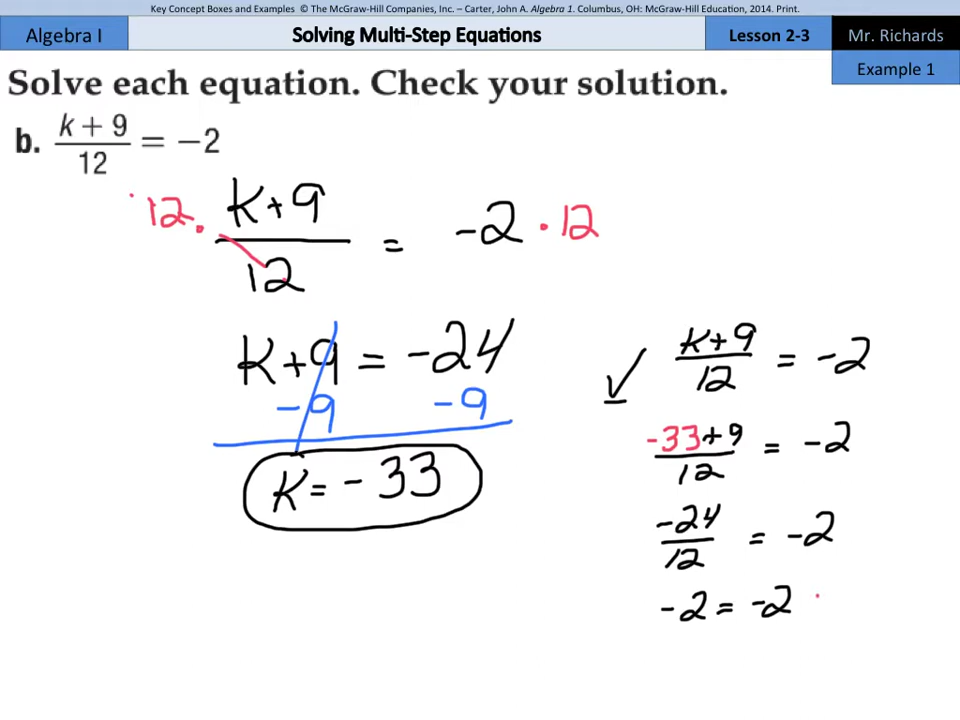 Key Concept Boxes and Examples © The McGraw-Hill Companies, Inc. – Carter, John A. Algebra 1. Columbus, OH: McGraw-Hill Education, 2014. Print.
Algebra I
Solving Multi-Step Equations
Lesson 2-3
Mr. Richards
Example 1
Solve each equation. Check your solution.
b. (k + 9)/12 = −2
12 · (k+9)/12 = -2 · 12
k+9 = -24
-9 -9
k = -33
✓ (k+9)/12 = -2
(-33+9)/12 = -2
-24/12 = -2
-2 = -2